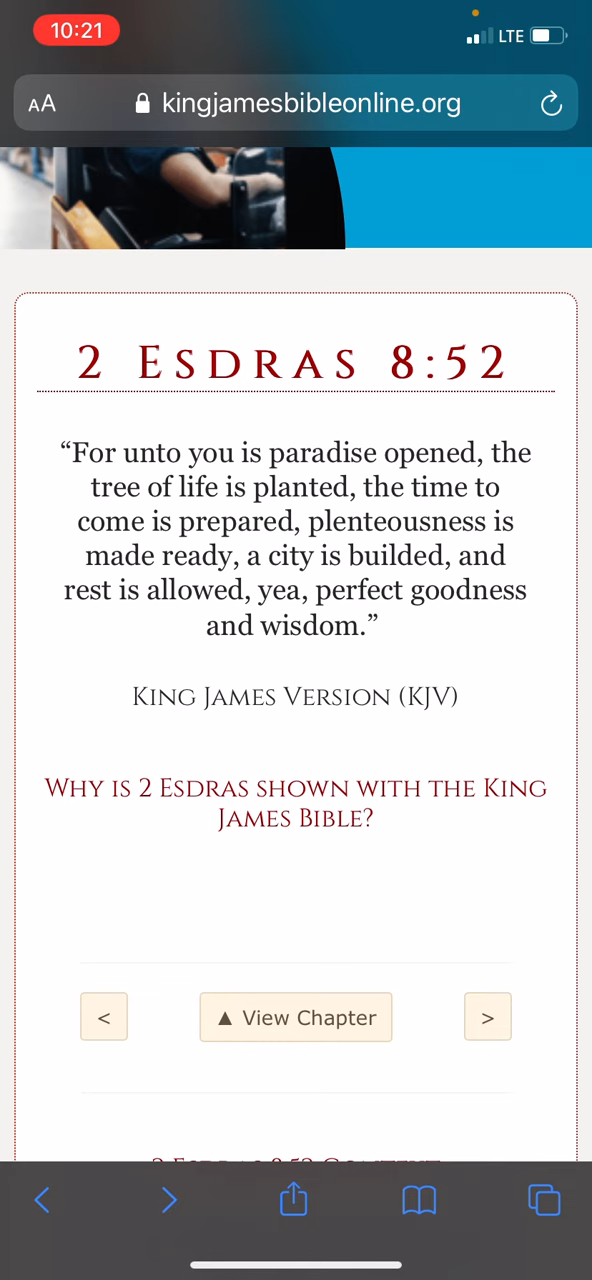 10:21
LTE
AA
kingjamesbibleonline.org
2 Esdras 8:52
“For unto you is paradise opened, the
tree of life is planted, the time to
come is prepared, plenteousness is
made ready, a city is builded, and
rest is allowed, yea, perfect goodness
and wisdom.”
King James Version (KJV)
Why is 2 Esdras shown with the King
James Bible?
<
▲ View Chapter
>